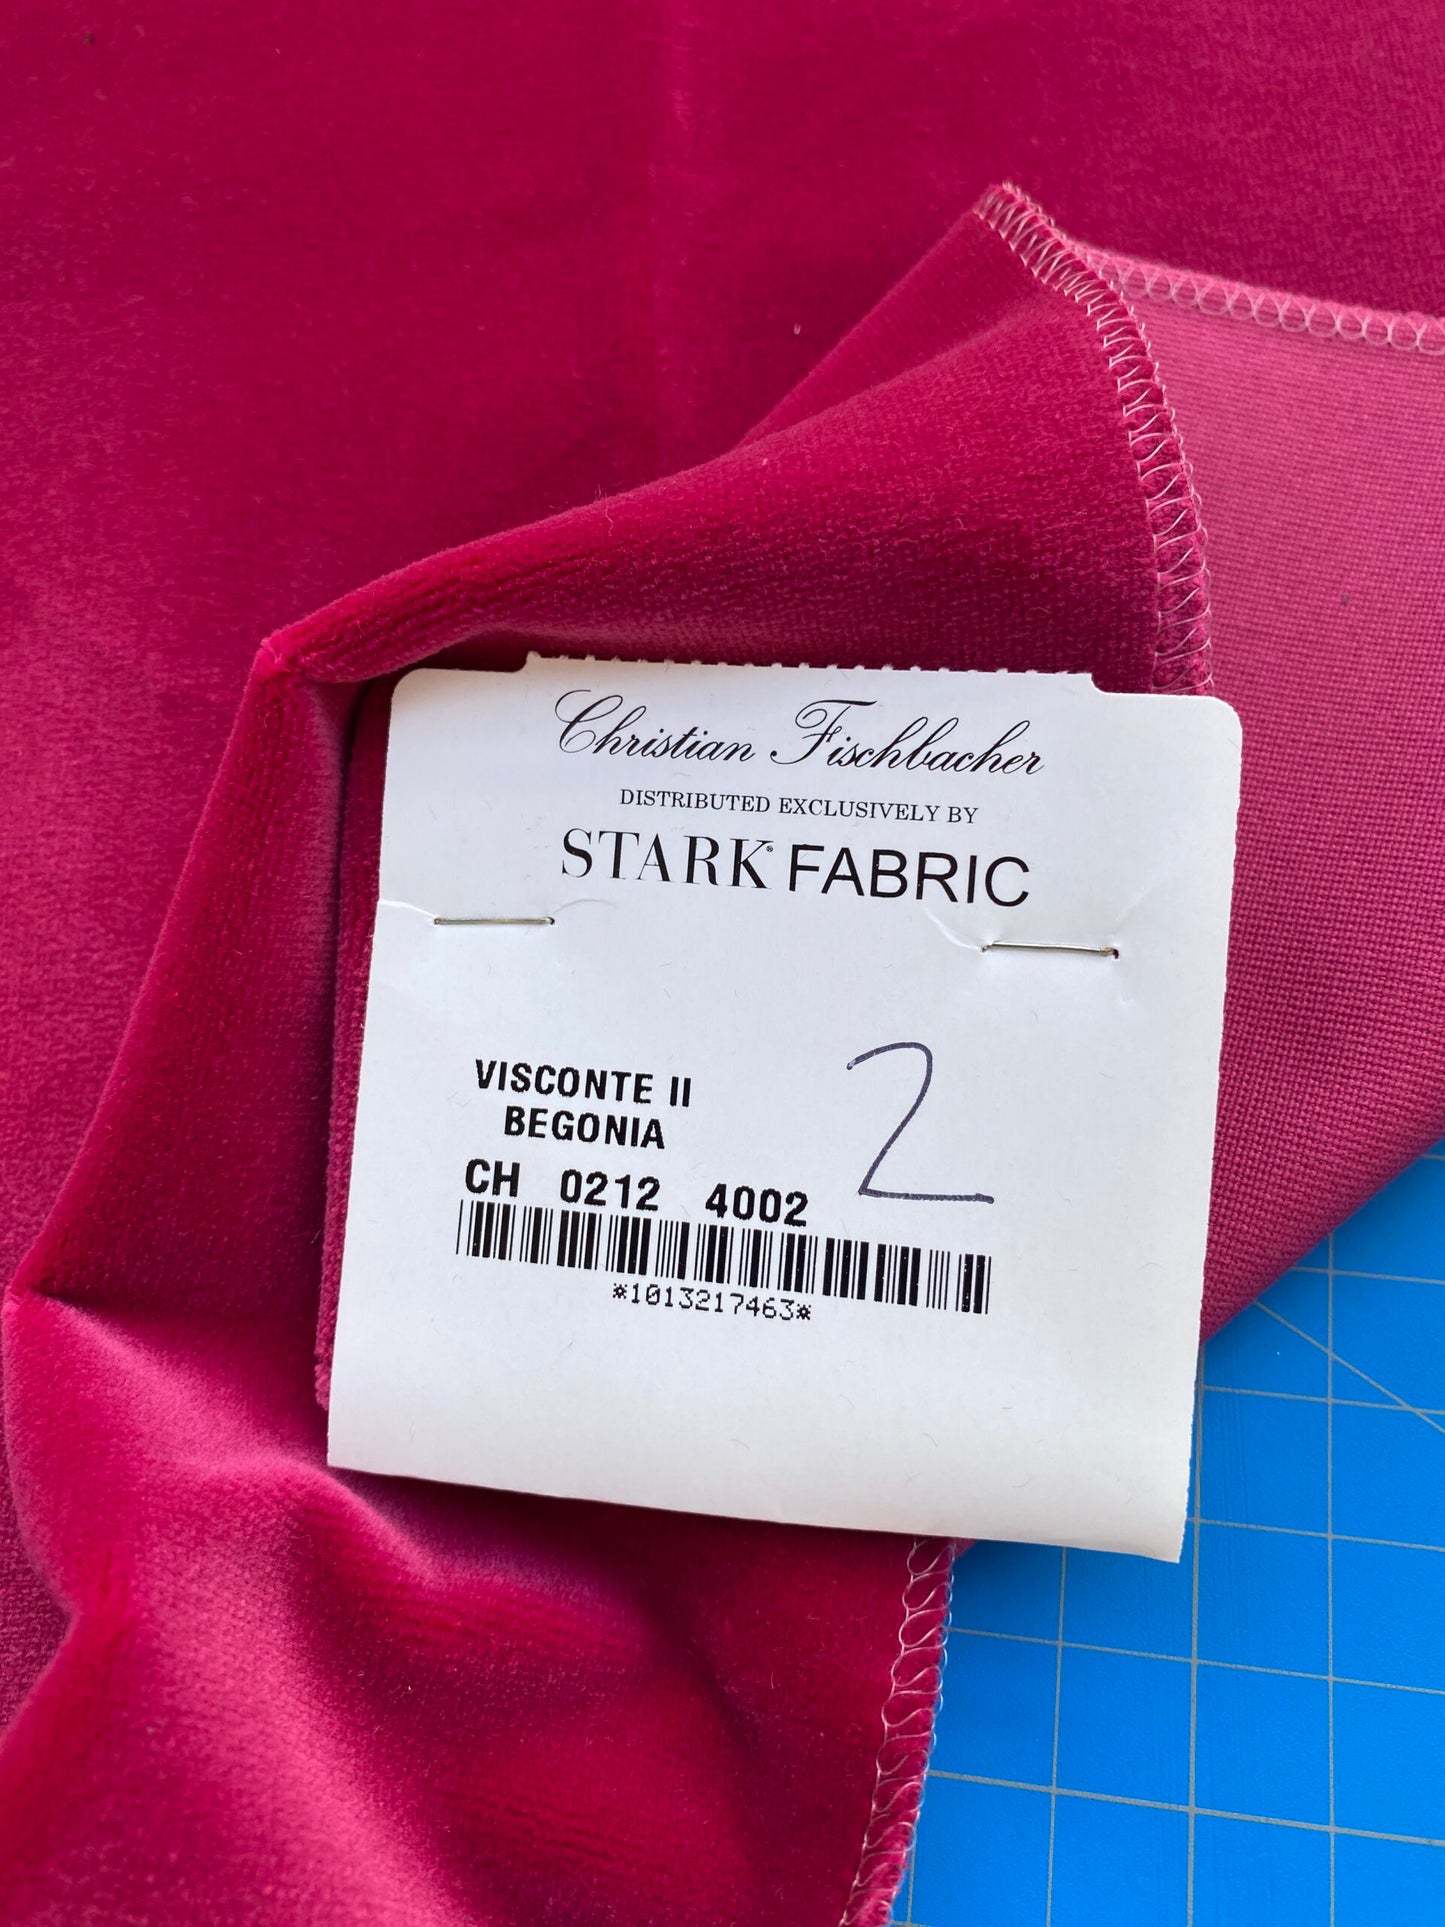 Christian Fischbacher
DISTRIBUTED EXCLUSIVELY BY
STARK® FABRIC
VISCONTE II
BEGONIA
2
CH 0212 4002
*1013217463*